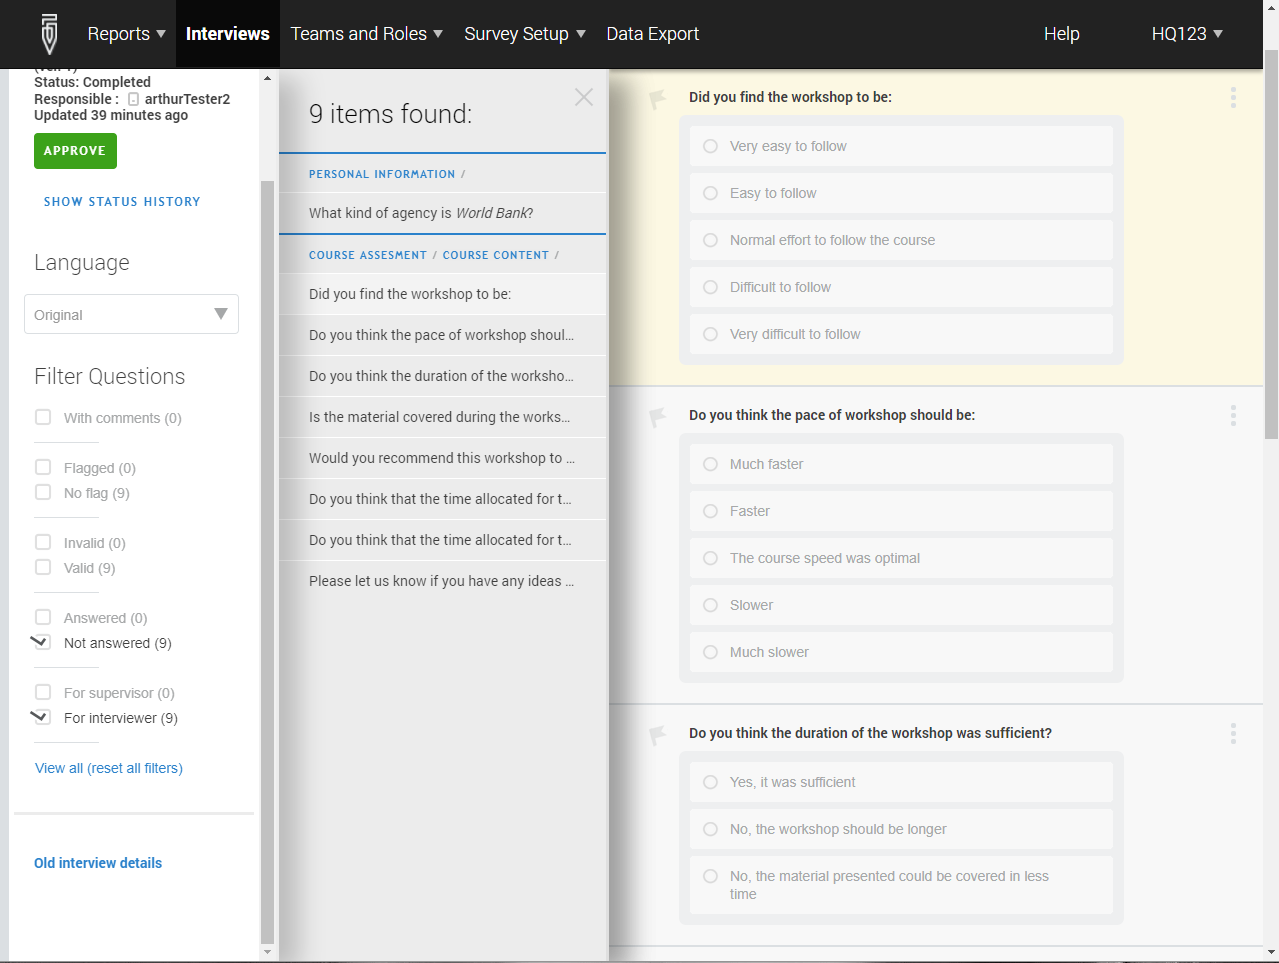 Reports
Interviews
Teams and Roles
Survey Setup
Data Export
Help
HQ123
Status: Completed
Responsible : arthurTester2
Updated 39 minutes ago
APPROVE
SHOW STATUS HISTORY
Language
Original
Filter Questions
With comments (0)
Flagged (0)
No flag (9)
Invalid (0)
Valid (9)
Answered (0)
Not answered (9)
For supervisor (0)
For interviewer (9)
View all (reset all filters)
Old interview details
9 items found:
PERSONAL INFORMATION /
What kind of agency is World Bank?
COURSE ASSESMENT / COURSE CONTENT /
Did you find the workshop to be:
Do you think the pace of workshop shoul...
Do you think the duration of the worksho...
Is the material covered during the works...
Would you recommend this workshop to ...
Do you think that the time allocated for t...
Do you think that the time allocated for t...
Please let us know if you have any ideas ...
Did you find the workshop to be:
Very easy to follow
Easy to follow
Normal effort to follow the course
Difficult to follow
Very difficult to follow
Do you think the pace of workshop should be:
Much faster
Faster
The course speed was optimal
Slower
Much slower
Do you think the duration of the workshop was sufficient?
Yes, it was sufficient
No, the workshop should be longer
No, the material presented could be covered in less
time